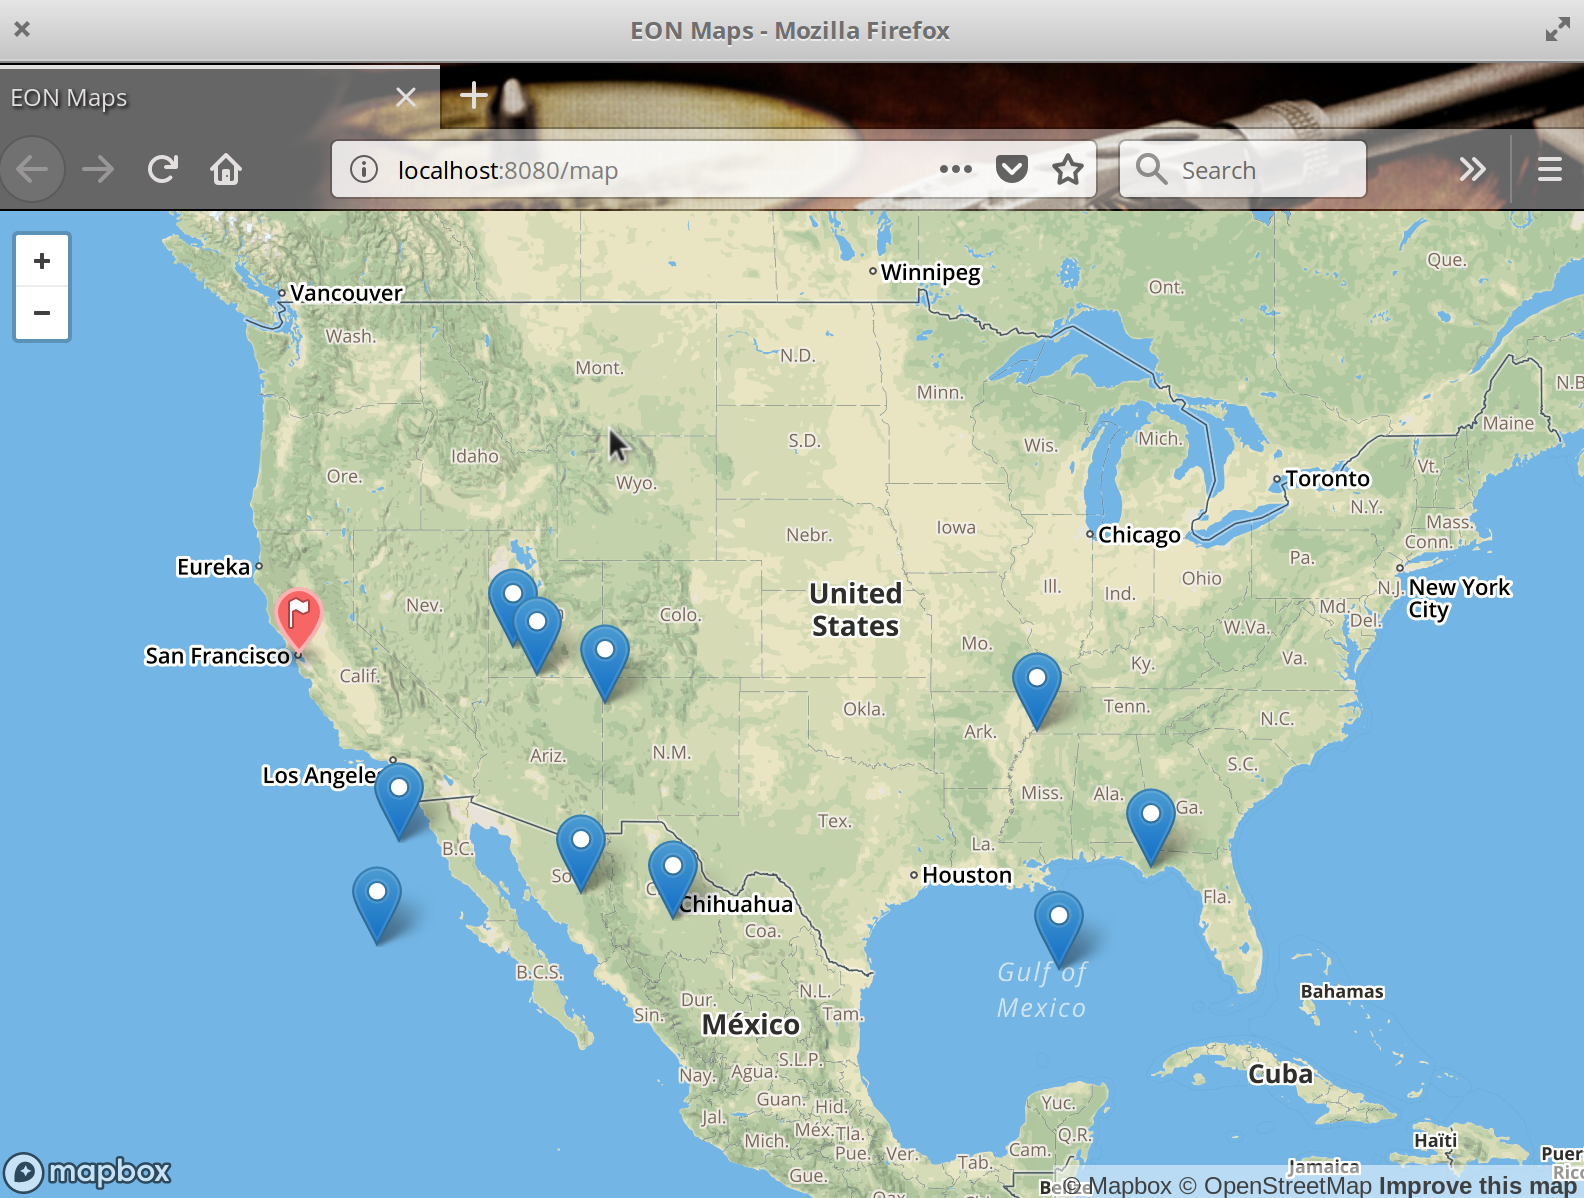 EON Maps - Mozilla Firefox
EON Maps
localhost:8080/map
Search
+
−
Winnipeg
Que.
Ont.
Vancouver
Wash.
N.D.
Mont.
Minn.
N.B
Maine
S.D.
Wis.
Mich.
Idaho
Ore.
Wyo.
Vt.
Toronto
N.Y.
Mass.
Iowa
Nebr.
Chicago
Conn.
Pa.
Eureka
Ohio
Ill.
Ind.
N.J.
New York
City
United
States
Nev.
Colo.
Md.
Del.
W.Va.
Mo.
San Francisco
Calif.
Ky.
Va.
Okla.
Tenn.
N.C.
Ark.
Ariz.
N.M.
S.C.
Los Angele
Miss.
Ala.
Ga.
Tex.
La.
B.C.
So
Houston
C.
Chihuahua
Fla.
Coa.
B.C.S.
Gulf of
Mexico
N.L.
Bahamas
Dur.
Sin.
Tam.
México
S.L.P.
Nay.
Agua.
Cuba
Guan.
Hid.
Yuc.
Jal.
Méx.
Tla.
Q.R.
Mich.
Pue.
Ver.
Cam.
Haïti
Tab.
Puer
Gue.
Jamaica
Rico
mapbox
Oax.
Belize
© Mapbox © OpenStreetMap Improve this map